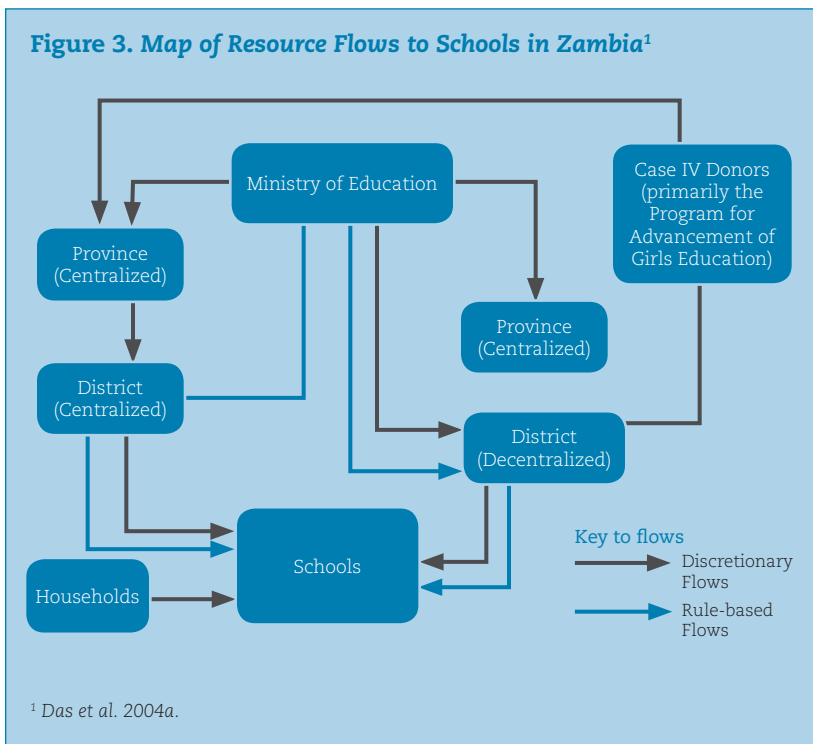 Figure 3. Map of Resource Flows to Schools in Zambia¹
Ministry of Education
Case IV Donors
(primarily the
Program for
Advancement of
Girls Education)
Province
(Centralized)
Province
(Centralized)
District
(Centralized)
District
(Decentralized)
Schools
Households
Key to flows
Discretionary
Flows
Rule-based
Flows
¹ Das et al. 2004a.